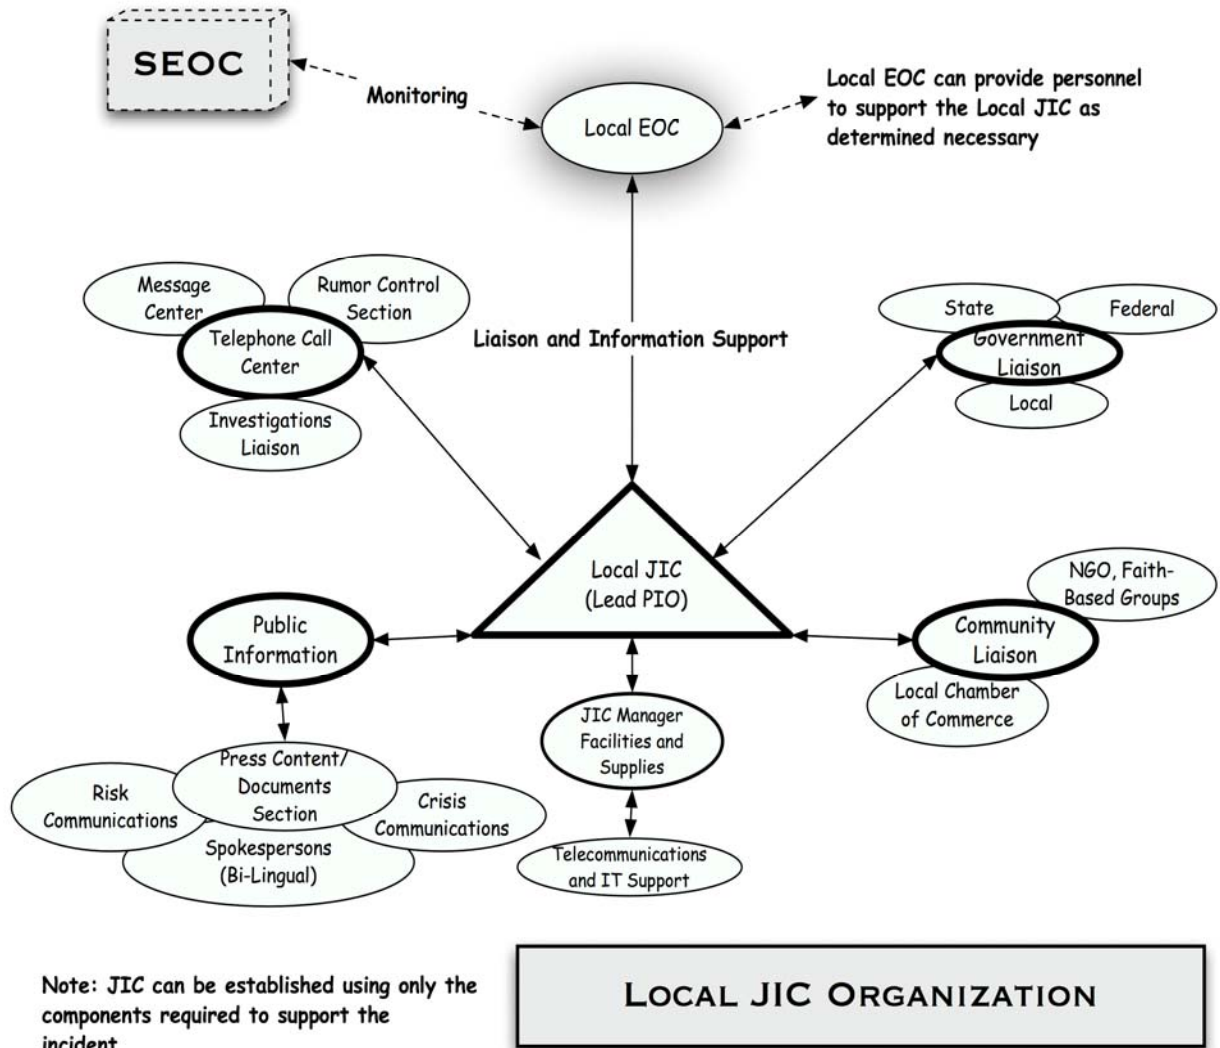 SEOC
Monitoring
Local EOC
Local EOC can provide personnel
to support the Local JIC as
determined necessary
Message
Center
Rumor Control
Section
Telephone Call
Center
Investigations
Liaison
Liaison and Information Support
State
Federal
Government
Liaison
Local
Local JIC
(Lead PIO)
NGO, Faith-
Based Groups
Community
Liaison
Local Chamber
of Commerce
Public
Information
JIC Manager
Facilities and
Supplies
Press Content/
Documents
Section
Risk
Communications
Crisis
Communications
Spokespersons
(Bi-Lingual)
Telecommunications
and IT Support
Note: JIC can be established using only the
components required to support the
incident
LOCAL JIC ORGANIZATION